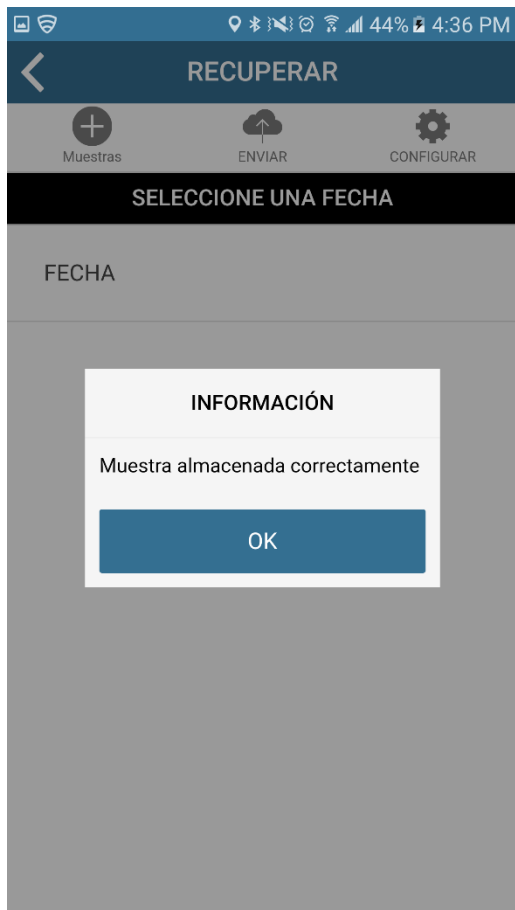 44% 4:36 PM
RECUPERAR
Muestras ENVIAR CONFIGURAR
SELECCIONE UNA FECHA
FECHA
INFORMACIÓN
Muestra almacenada correctamente
OK